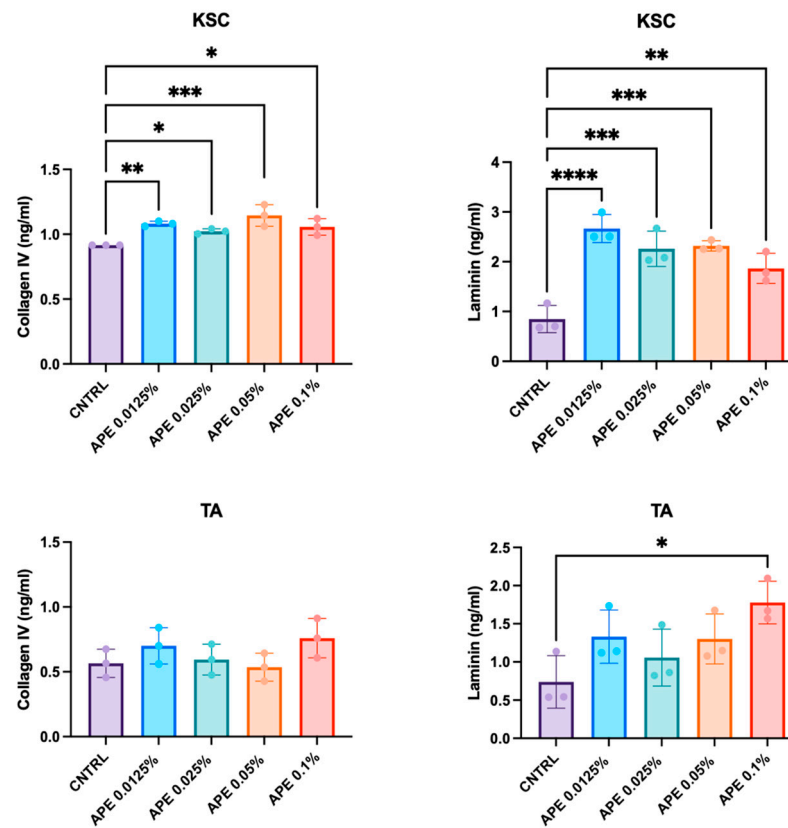 KSC
*
***
*
**
Collagen IV (ng/ml)
1.5
1.0
0.5
0.0
CNTRL
APE 0.0125%
APE 0.025%
APE 0.05%
APE 0.1%
KSC
**
***
***
****
Laminin (ng/ml)
4
3
2
1
0
CNTRL
APE 0.0125%
APE 0.025%
APE 0.05%
APE 0.1%
TA
Collagen IV (ng/ml)
1.5
1.0
0.5
0.0
CNTRL
APE 0.0125%
APE 0.025%
APE 0.05%
APE 0.1%
TA
*
Laminin (ng/ml)
2.5
2.0
1.5
1.0
0.5
0.0
CNTRL
APE 0.0125%
APE 0.025%
APE 0.05%
APE 0.1%